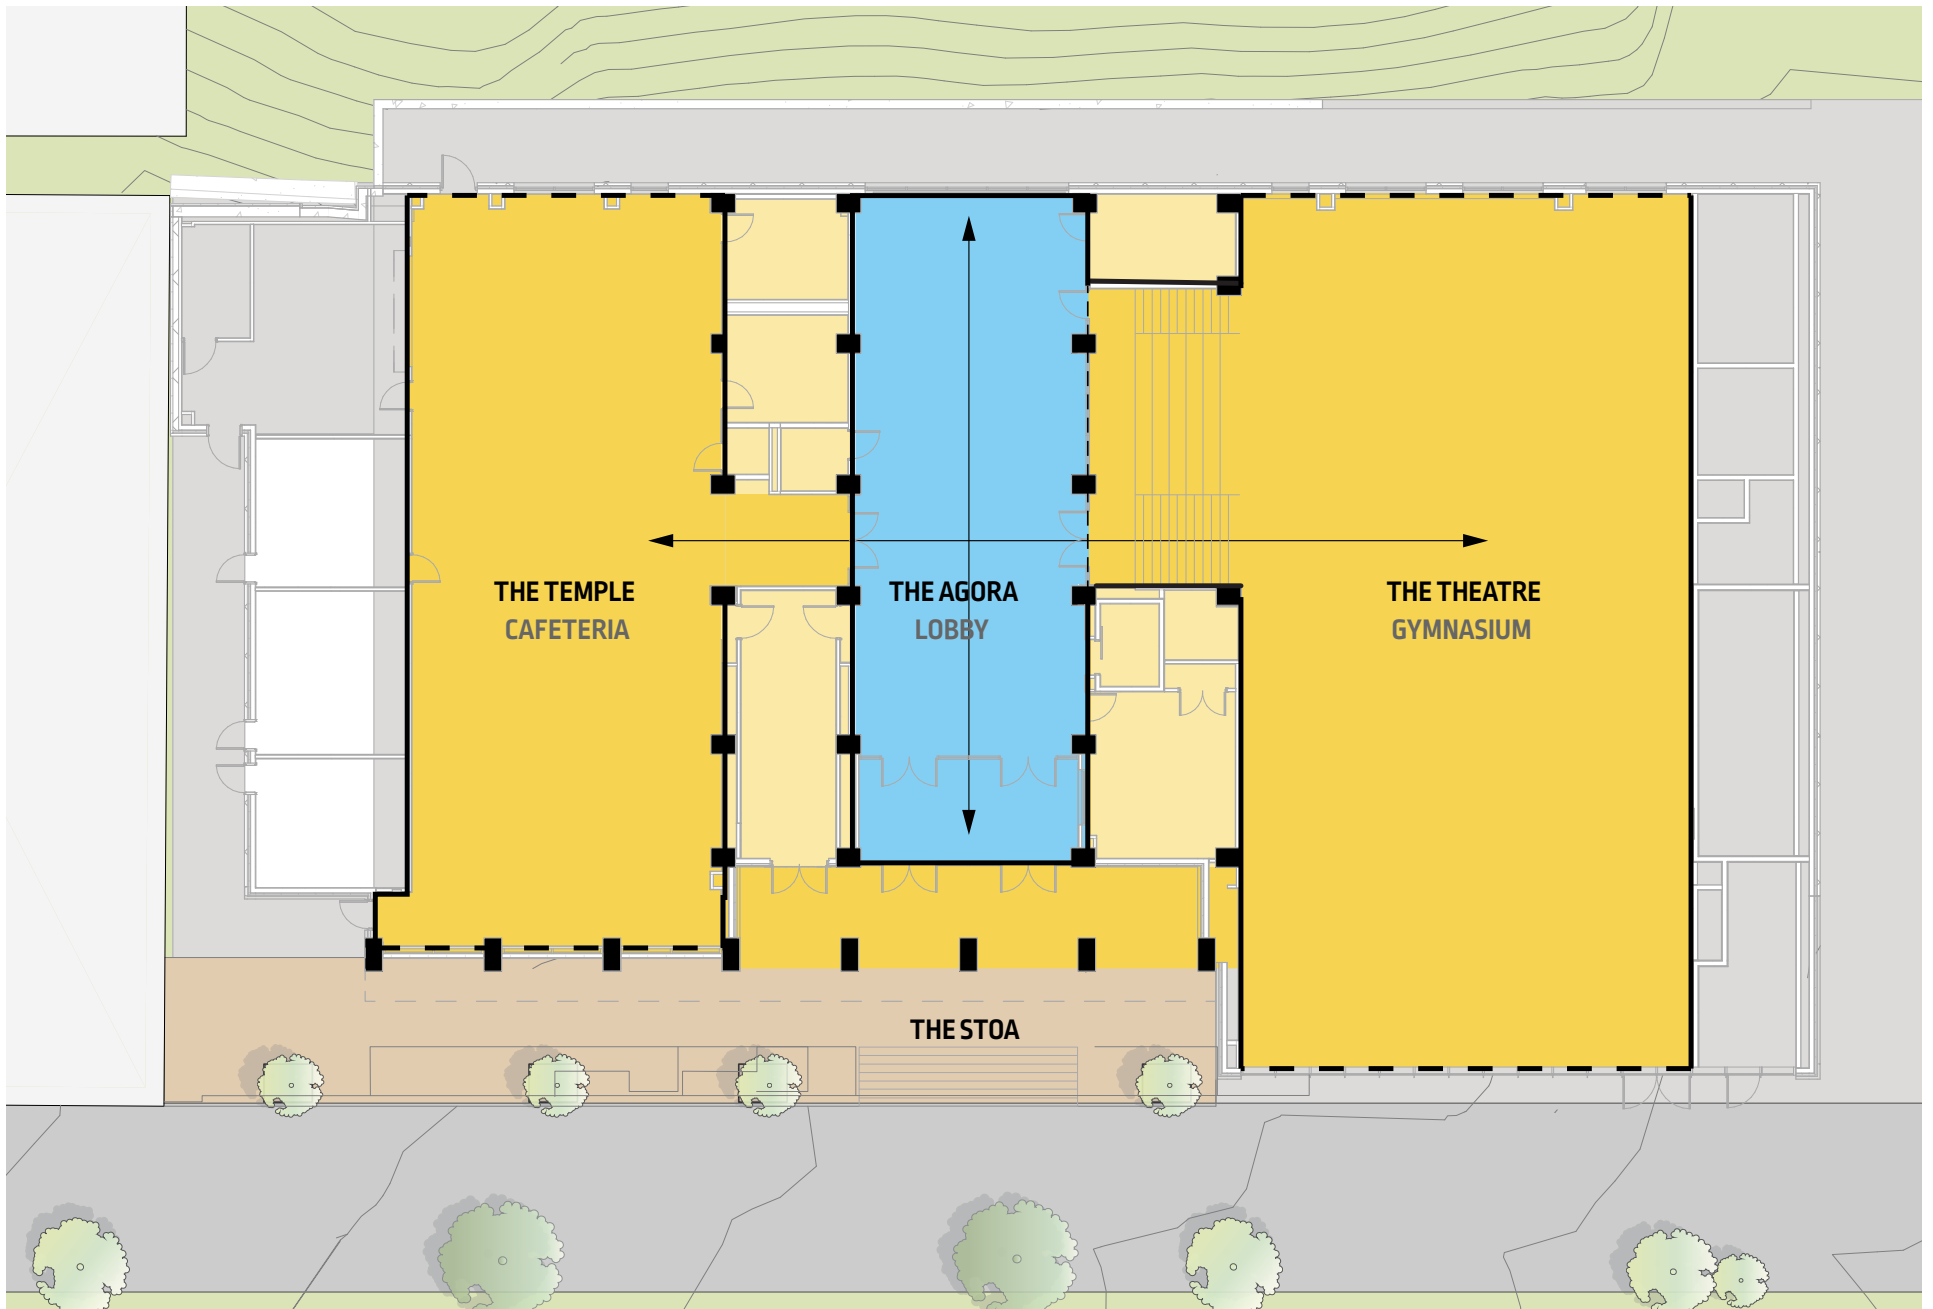 THE TEMPLE
CAFETERIA
THE AGORA
LOBBY
THE THEATRE
GYMNASIUM
THE STOA